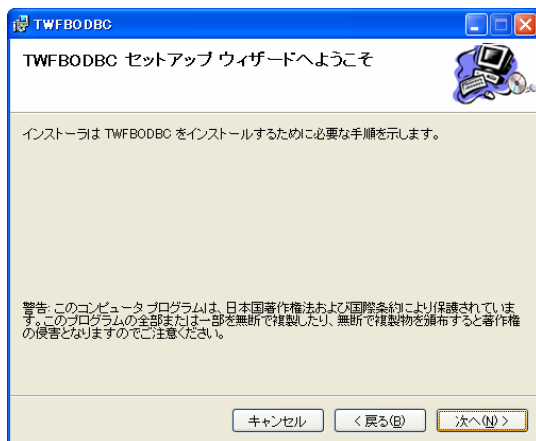 TWFBODBC
TWFBODBC セットアップ ウィザードへようこそ
インストーラは TWFBODBC をインストールするために必要な手順を示します。
警告: このコンピュータ プログラムは、日本国著作権法および国際条約により保護されていま
す。このプログラムの全部または一部を無断で複製したり、無断で複製物を頒布すると著作権
の侵害となりますのでご注意ください。
キャンセル
< 戻る(B)
次へ(N) >